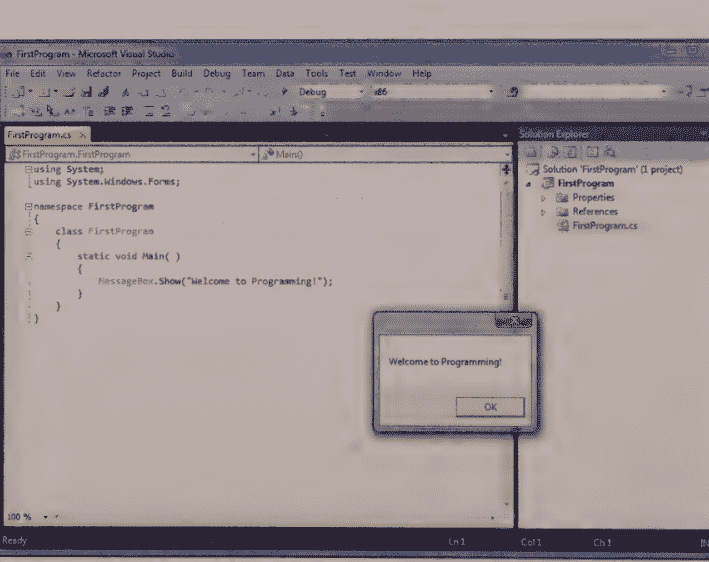 FirstProgram - Microsoft Visual Studio
File Edit View Refactor Project Build Debug Team Data Tools Test Window Help
Debug x86
FirstProgram.cs
Solution Explorer
FirstProgram.FirstProgram
Main()
using System;
using System.Windows.Forms;
namespace FirstProgram
{
class FirstProgram
{
static void Main( )
{
MessageBox.Show("Welcome to Programming!");
}
}
}
Solution 'FirstProgram' (1 project)
FirstProgram
Properties
References
FirstProgram.cs
Welcome to Programming!
OK
100 %
Ready Ln 1 Col 1 Ch 1